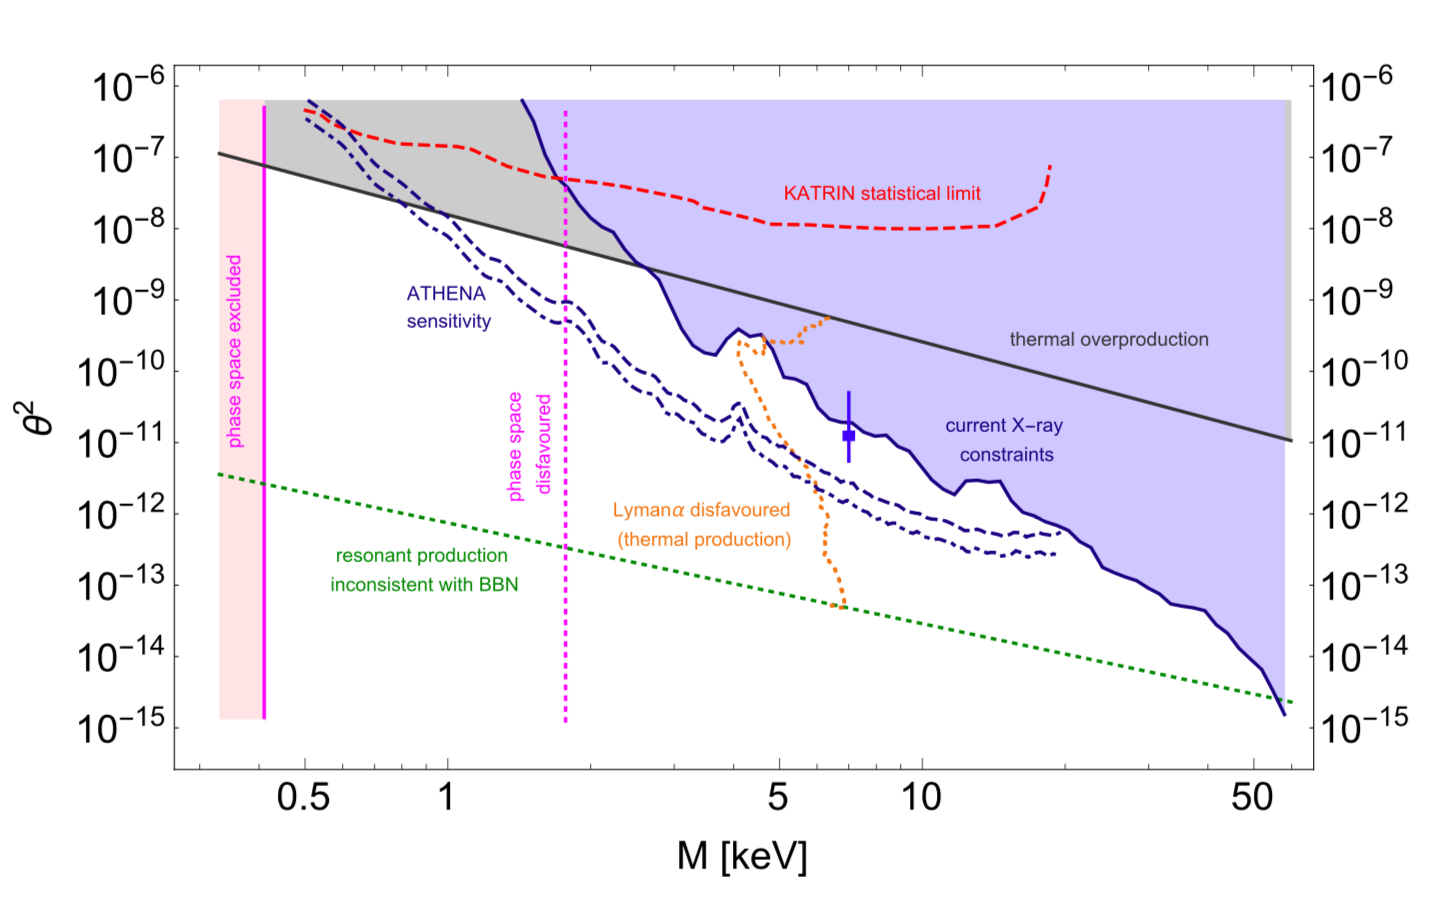 10−6
10−7
10−8
10−9
10−10
10−11
10−12
10−13
10−14
10−15
θ2
10−6
10−7
10−8
10−9
10−10
10−11
10−12
10−13
10−14
10−15
KATRIN statistical limit
phase space excluded
ATHENA
sensitivity
thermal overproduction
phase space
disfavoured
current X−ray
constraints
Lymanα disfavoured
(thermal production)
resonant production
inconsistent with BBN
0.5 1 5 10 50
M [keV]